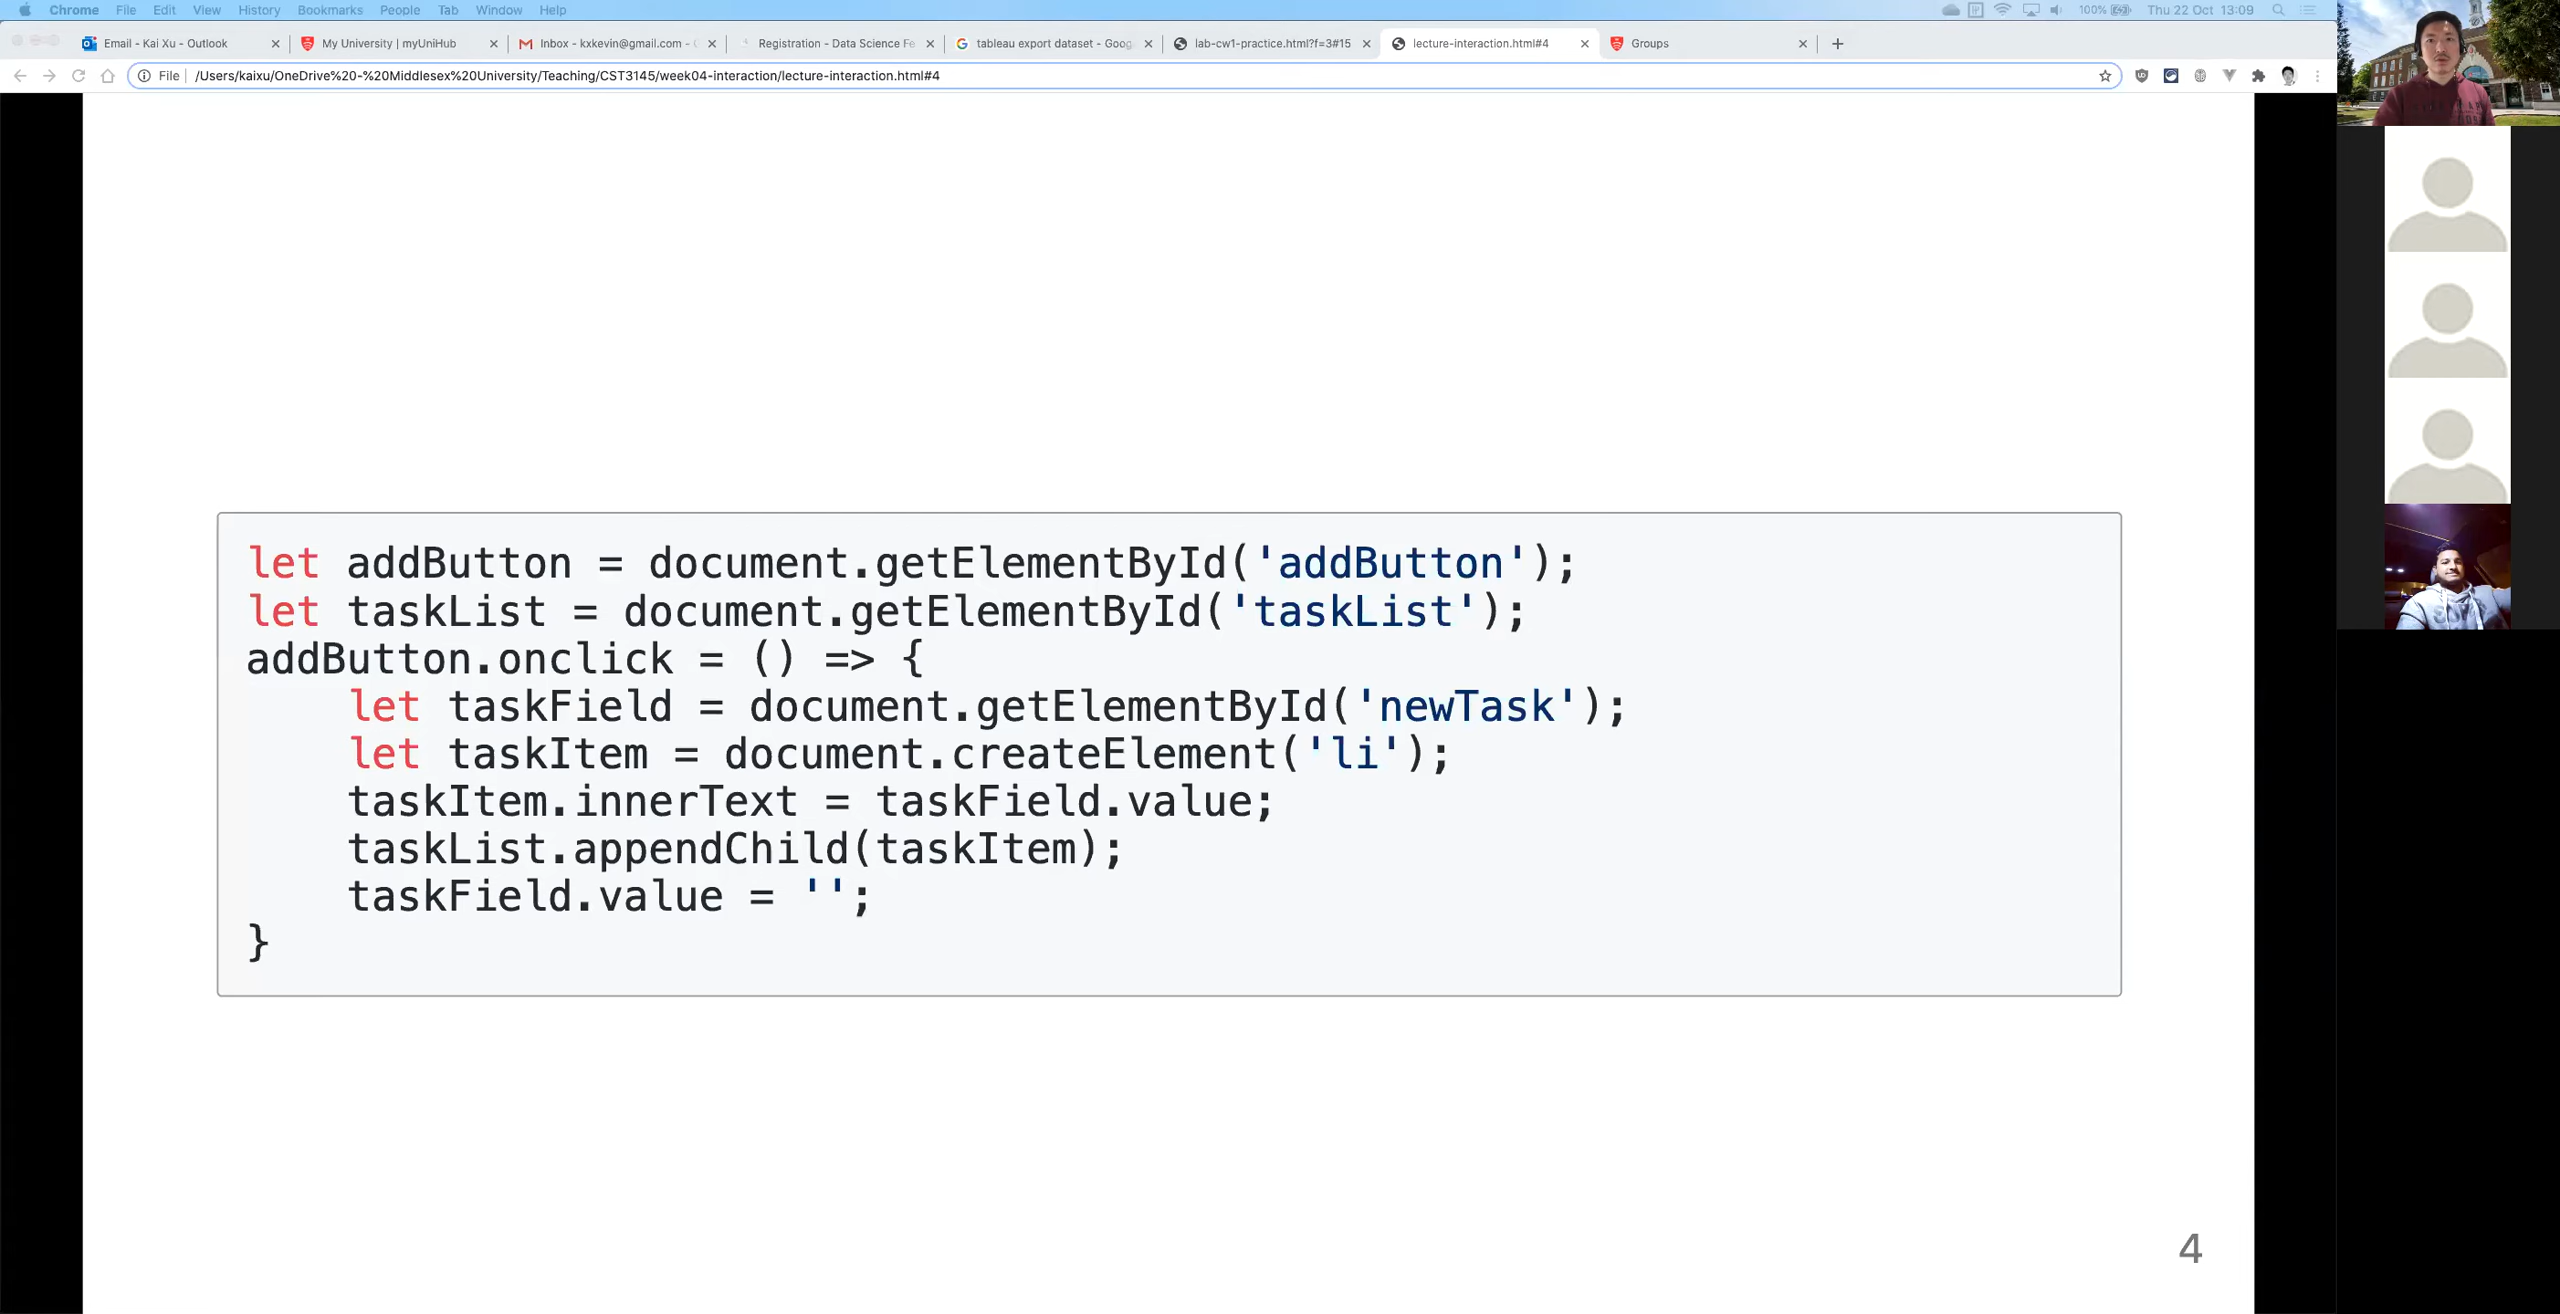 Chrome File Edit View History Bookmarks People Tab Window Help 100% Thu 22 Oct 13:09
Email - Kai Xu - Outlook My University | myUniHub Inbox - kxkevin@gmail.com - Registration - Data Science Fe tableau export dataset - Goog lab-cw1-practice.html?f=3#15 lecture-interaction.html#4 Groups
File /Users/kaixu/OneDrive%20-%20Middlesex%20University/Teaching/CST3145/week04-interaction/lecture-interaction.html#4
let addButton = document.getElementById('addButton');
let taskList = document.getElementById('taskList');
addButton.onclick = () => {
let taskField = document.getElementById('newTask');
let taskItem = document.createElement('li');
taskItem.innerText = taskField.value;
taskList.appendChild(taskItem);
taskField.value = '';
}
4